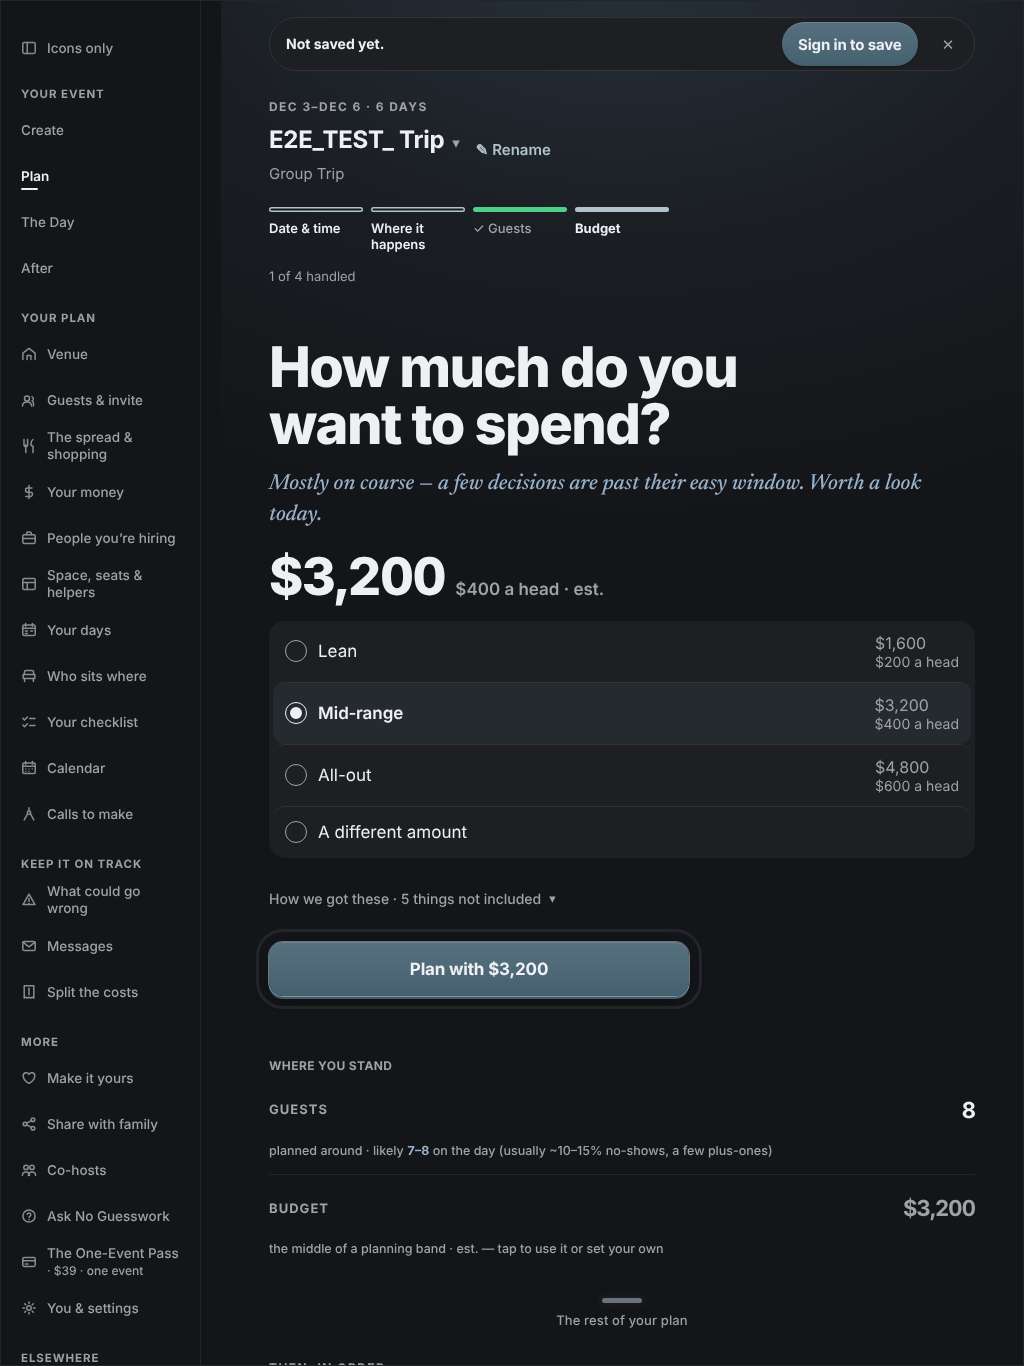 Icons only
YOUR EVENT
Create
Plan
The Day
After
YOUR PLAN
Venue
Guests & invite
The spread &
shopping
Your money
People you're hiring
Space, seats &
helpers
Your days
Who sits where
Your checklist
Calendar
Calls to make
KEEP IT ON TRACK
What could go
wrong
Messages
Split the costs
MORE
Make it yours
Share with family
Co-hosts
Ask No Guesswork
The One-Event Pass
· $39 · one event
You & settings
ELSEWHERE
Not saved yet.
Sign in to save ×
DEC 3–DEC 6 · 6 DAYS
E2E_TEST_ Trip ▾ ✎ Rename
Group Trip
Date & time
Where it
happens
✓ Guests
Budget
1 of 4 handled
How much do you
want to spend?
Mostly on course — a few decisions are past their easy window. Worth a look
today.
$3,200 $400 a head · est.
Lean
$1,600
$200 a head
Mid-range
$3,200
$400 a head
All-out
$4,800
$600 a head
A different amount
How we got these · 5 things not included ▾
Plan with $3,200
WHERE YOU STAND
GUESTS 8
planned around · likely 7–8 on the day (usually ~10–15% no-shows, a few plus-ones)
BUDGET $3,200
the middle of a planning band · est. — tap to use it or set your own
The rest of your plan